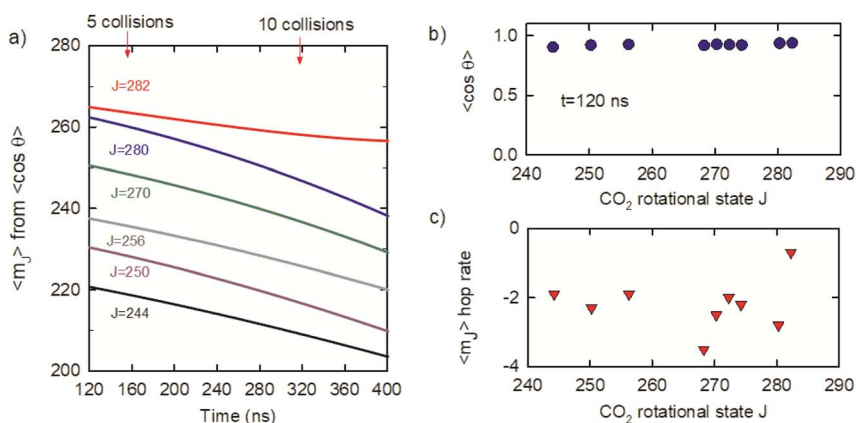 5 collisions
10 collisions
a)
280
260
240
220
200
<m_J> from <cos θ>
J=282
J=280
J=270
J=256
J=250
J=244
120 160 200 240 280 320 360 400
Time (ns)
b)
1.0
0.5
0.0
<cos θ>
t=120 ns
240 250 260 270 280 290
CO₂ rotational state J
c)
0
-2
-4
<m_J> hop rate
240 250 260 270 280 290
CO₂ rotational state J